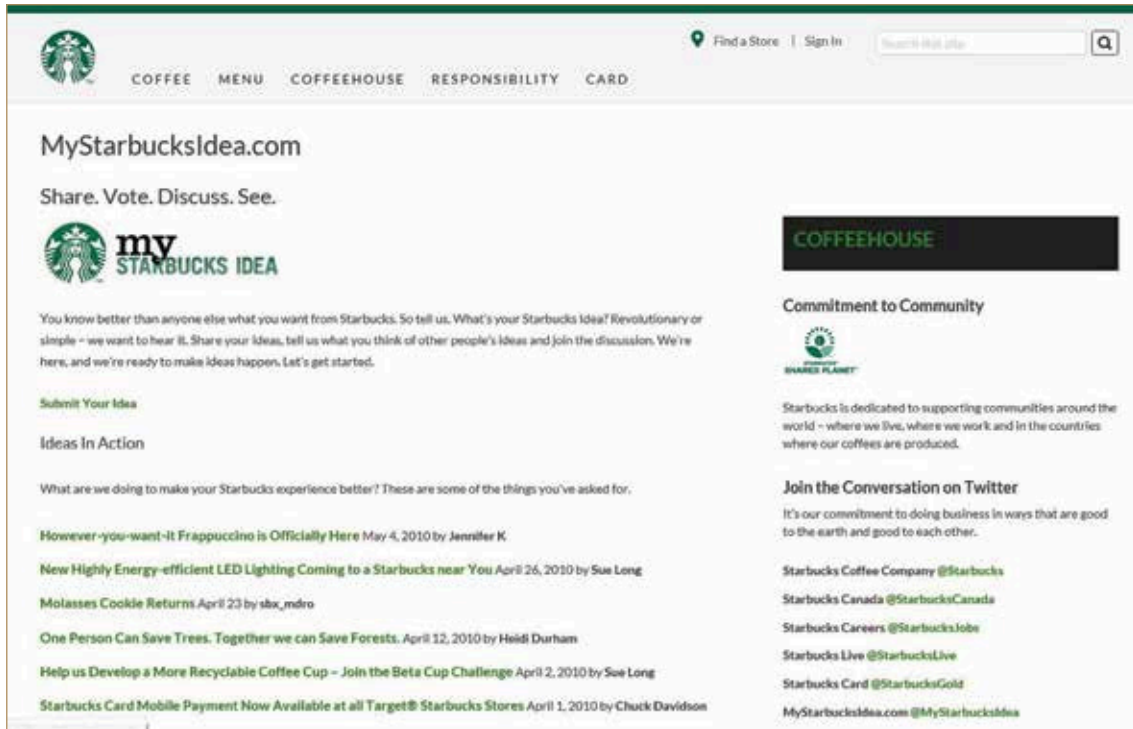 Find a Store | Sign In
Search this site
COFFEE MENU COFFEEHOUSE RESPONSIBILITY CARD
MyStarbucksIdea.com
Share. Vote. Discuss. See.
my
STARBUCKS IDEA
You know better than anyone else what you want from Starbucks. So tell us. What's your Starbucks Idea? Revolutionary or
simple – we want to hear it. Share your ideas, tell us what you think of other people's ideas and join the discussion. We're
here, and we're ready to make ideas happen. Let's get started.
Submit Your Idea
Ideas In Action
What are we doing to make your Starbucks experience better? These are some of the things you've asked for.
However-you-want-it Frappuccino is Officially Here May 4, 2010 by Jennifer K
New Highly Energy-efficient LED Lighting Coming to a Starbucks near You April 26, 2010 by Sue Long
Molasses Cookie Returns April 23 by sbx_mdro
One Person Can Save Trees. Together we can Save Forests. April 12, 2010 by Heidi Durham
Help us Develop a More Recyclable Coffee Cup – Join the Beta Cup Challenge April 2, 2010 by Sue Long
Starbucks Card Mobile Payment Now Available at all Target® Starbucks Stores April 1, 2010 by Chuck Davidson
COFFEEHOUSE
Commitment to Community
SHARED PLANET™
Starbucks is dedicated to supporting communities around the
world – where we live, where we work and in the countries
where our coffees are produced.
Join the Conversation on Twitter
It's our commitment to doing business in ways that are good
to the earth and good to each other.
Starbucks Coffee Company @Starbucks
Starbucks Canada @StarbucksCanada
Starbucks Careers @StarbucksJobs
Starbucks Live @StarbucksLive
Starbucks Card @StarbucksGold
MyStarbucksIdea.com @MyStarbucksIdea